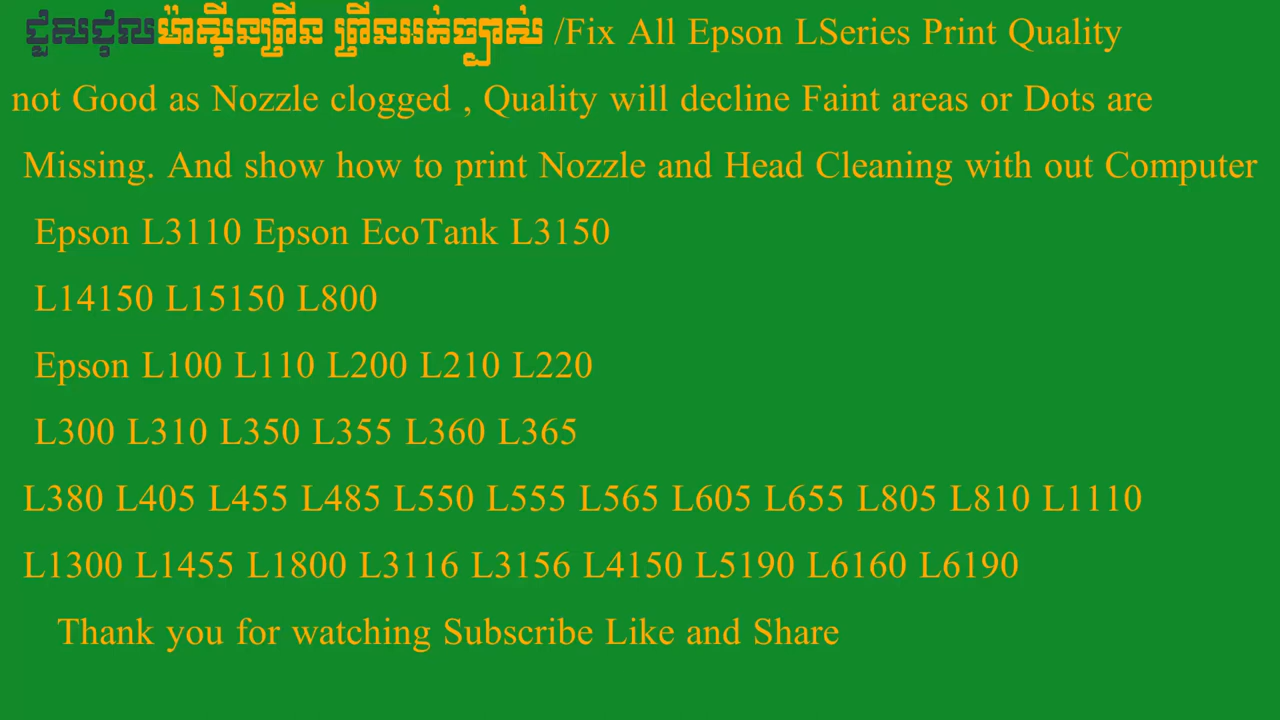 ជួសជុលម៉ាស៊ីនព្រីន ព្រីនអត់ច្បាស់ /Fix All Epson LSeries Print Quality
not Good as Nozzle clogged , Quality will decline Faint areas or Dots are
Missing. And show how to print Nozzle and Head Cleaning with out Computer
Epson L3110 Epson EcoTank L3150
L14150 L15150 L800
Epson L100 L110 L200 L210 L220
L300 L310 L350 L355 L360 L365
L380 L405 L455 L485 L550 L555 L565 L605 L655 L805 L810 L1110
L1300 L1455 L1800 L3116 L3156 L4150 L5190 L6160 L6190
Thank you for watching Subscribe Like and Share